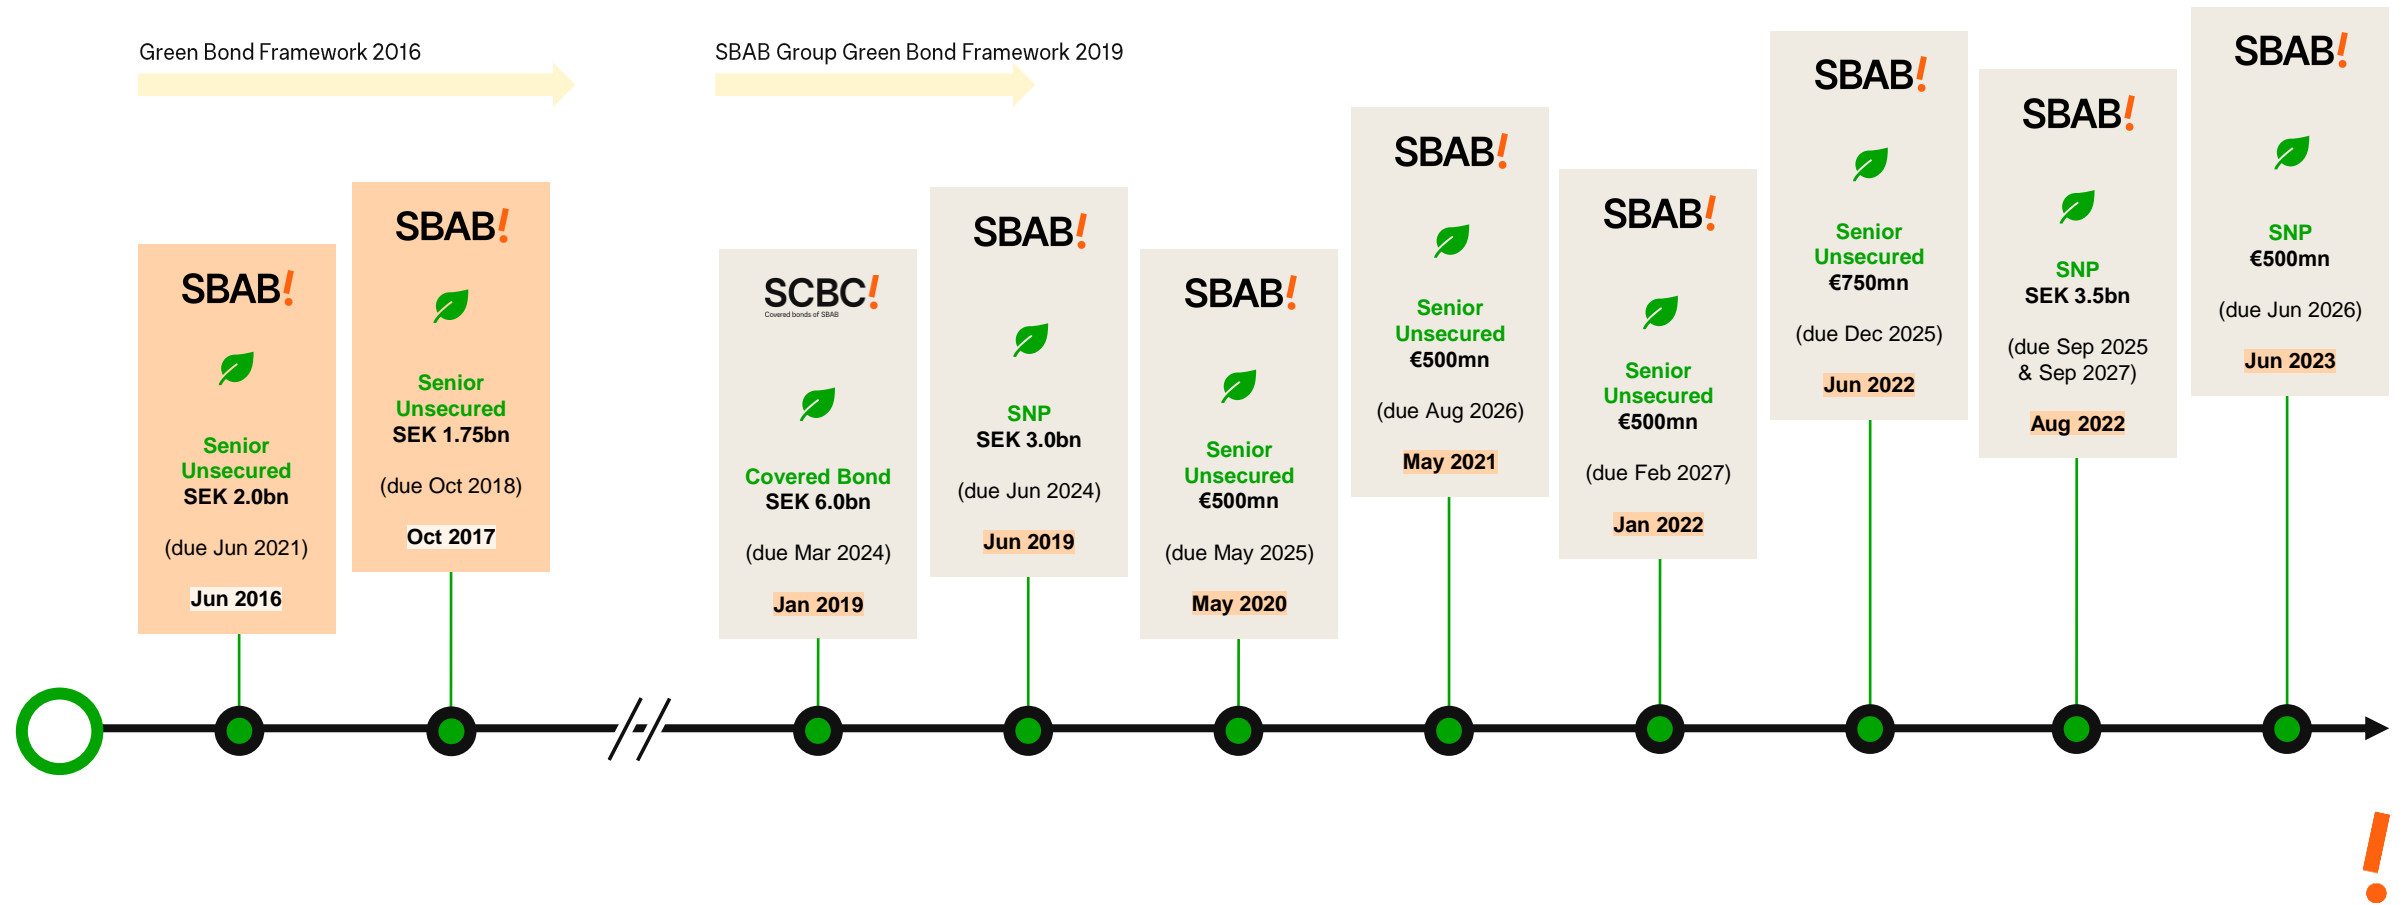 Green Bond Framework 2016
SBAB Group Green Bond Framework 2019
SBAB!
Senior
Unsecured
SEK 2.0bn
(due Jun 2021)
Jun 2016
SBAB!
Senior
Unsecured
SEK 1.75bn
(due Oct 2018)
Oct 2017
SCBC!
Covered bonds of SBAB
Covered Bond
SEK 6.0bn
(due Mar 2024)
Jan 2019
SBAB!
SNP
SEK 3.0bn
(due Jun 2024)
Jun 2019
SBAB!
Senior
Unsecured
€500mn
(due May 2025)
May 2020
SBAB!
Senior
Unsecured
€500mn
(due Aug 2026)
May 2021
SBAB!
Senior
Unsecured
€500mn
(due Feb 2027)
Jan 2022
SBAB!
Senior
Unsecured
€750mn
(due Dec 2025)
Jun 2022
SBAB!
SNP
SEK 3.5bn
(due Sep 2025
& Sep 2027)
Aug 2022
SBAB!
SNP
€500mn
(due Jun 2026)
Jun 2023
!